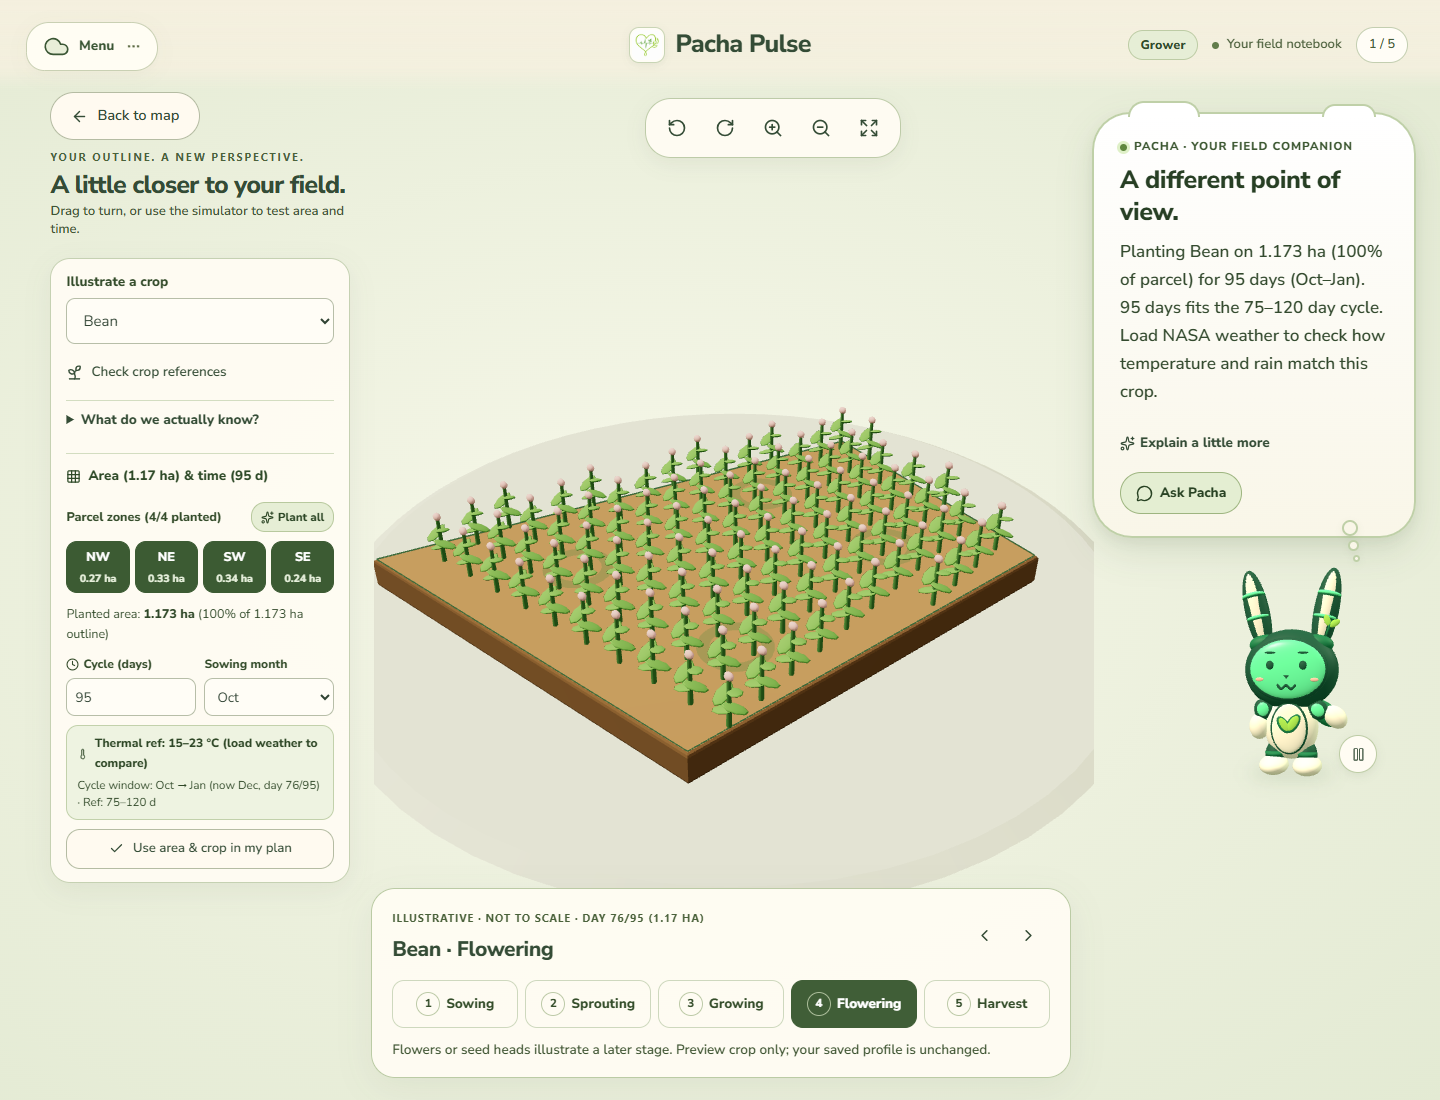 Menu ···
Pacha Pulse
Grower
Your field notebook
1 / 5
Back to map
YOUR OUTLINE. A NEW PERSPECTIVE.
A little closer to your field.
Drag to turn, or use the simulator to test area and
time.
Illustrate a crop
Bean
Check crop references
What do we actually know?
Area (1.17 ha) & time (95 d)
Parcel zones (4/4 planted)
Plant all
NW
0.27 ha
NE
0.33 ha
SW
0.34 ha
SE
0.24 ha
Planted area: 1.173 ha (100% of 1.173 ha
outline)
Cycle (days)
Sowing month
95
Oct
Thermal ref: 15–23 °C (load weather to
compare)
Cycle window: Oct → Jan (now Dec, day 76/95)
· Ref: 75–120 d
Use area & crop in my plan
PACHA · YOUR FIELD COMPANION
A different point of
view.
Planting Bean on 1.173 ha (100%
of parcel) for 95 days (Oct–Jan).
95 days fits the 75–120 day cycle.
Load NASA weather to check how
temperature and rain match this
crop.
Explain a little more
Ask Pacha
ILLUSTRATIVE · NOT TO SCALE · DAY 76/95 (1.17 HA)
Bean · Flowering
1 Sowing
2 Sprouting
3 Growing
4 Flowering
5 Harvest
Flowers or seed heads illustrate a later stage. Preview crop only; your saved profile is unchanged.